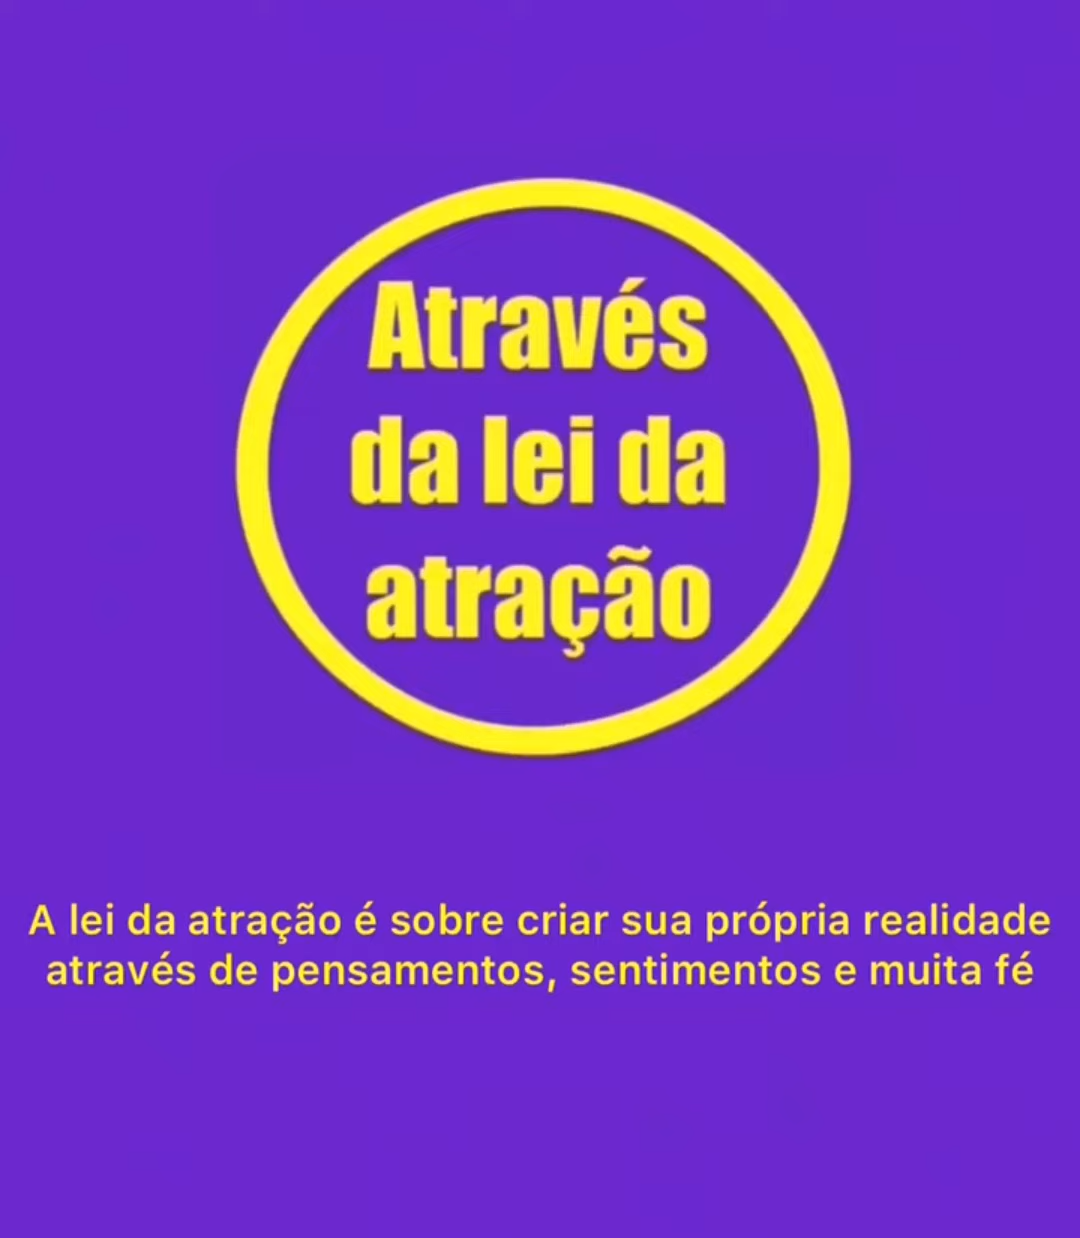 Através
da lei da
atração
A lei da atração é sobre criar sua própria realidade
através de pensamentos, sentimentos e muita fé